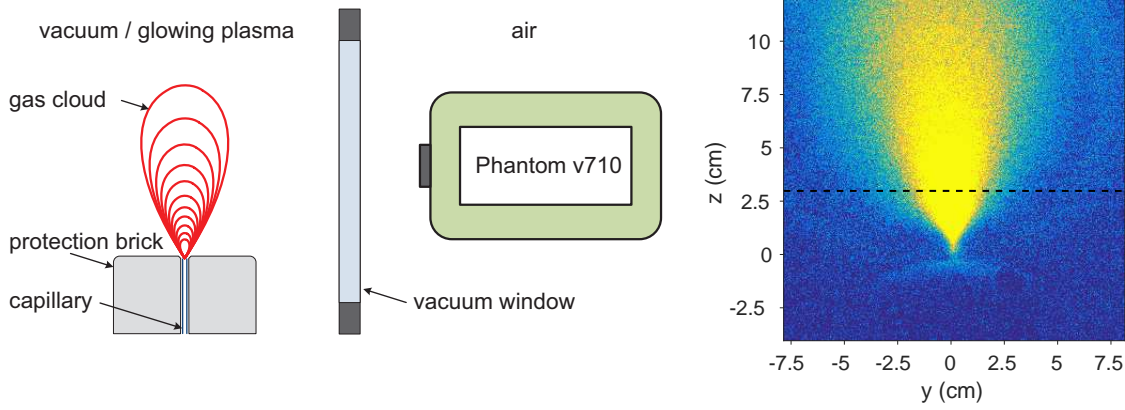 vacuum / glowing plasma
air
gas cloud
Phantom v710
protection brick
capillary
vacuum window
10
7.5
5
2.5
0
-2.5
z (cm)
-7.5 -5 -2.5 0 2.5 5 7.5
y (cm)